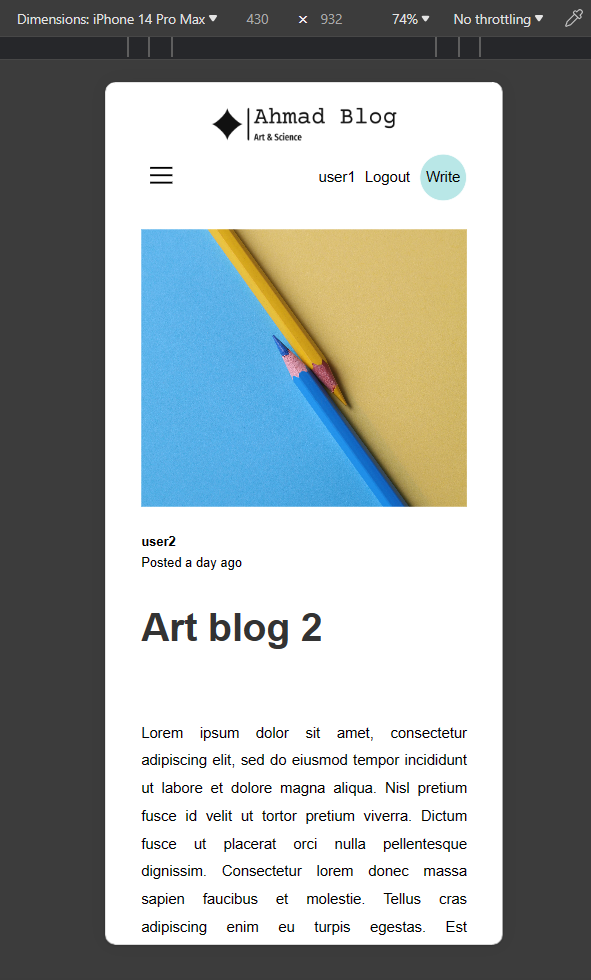 Dimensions: iPhone 14 Pro Max 430 × 932 74% No throttling
Ahmad Blog
Art & Science
user1 Logout Write
user2
Posted a day ago
Art blog 2
Lorem ipsum dolor sit amet, consectetur
adipiscing elit, sed do eiusmod tempor incididunt
ut labore et dolore magna aliqua. Nisl pretium
fusce id velit ut tortor pretium viverra. Dictum
fusce ut placerat orci nulla pellentesque
dignissim. Consectetur lorem donec massa
sapien faucibus et molestie. Tellus cras
adipiscing enim eu turpis egestas. Est